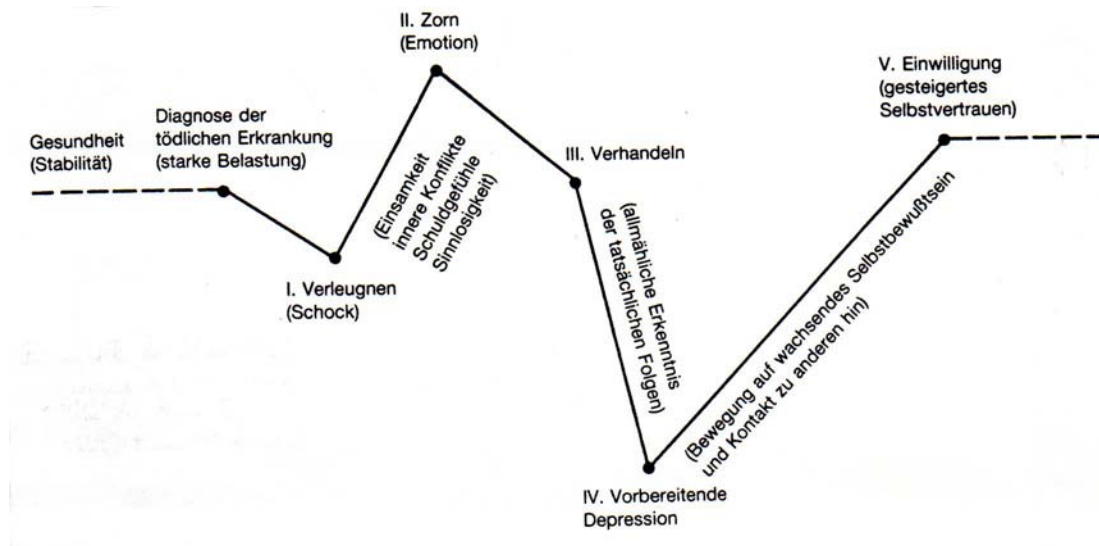 Gesundheit
(Stabilität)
Diagnose der
tödlichen Erkrankung
(starke Belastung)
I. Verleugnen
(Schock)
II. Zorn
(Emotion)
(Einsamkeit
innere Konflikte
Schuldgefühle
Sinnlosigkeit)
III. Verhandeln
(allmähliche Erkenntnis
der tatsächlichen Folgen)
IV. Vorbereitende
Depression
(Bewegung auf wachsendes Selbstbewußtsein
und Kontakt zu anderen hin)
V. Einwilligung
(gesteigertes
Selbstvertrauen)